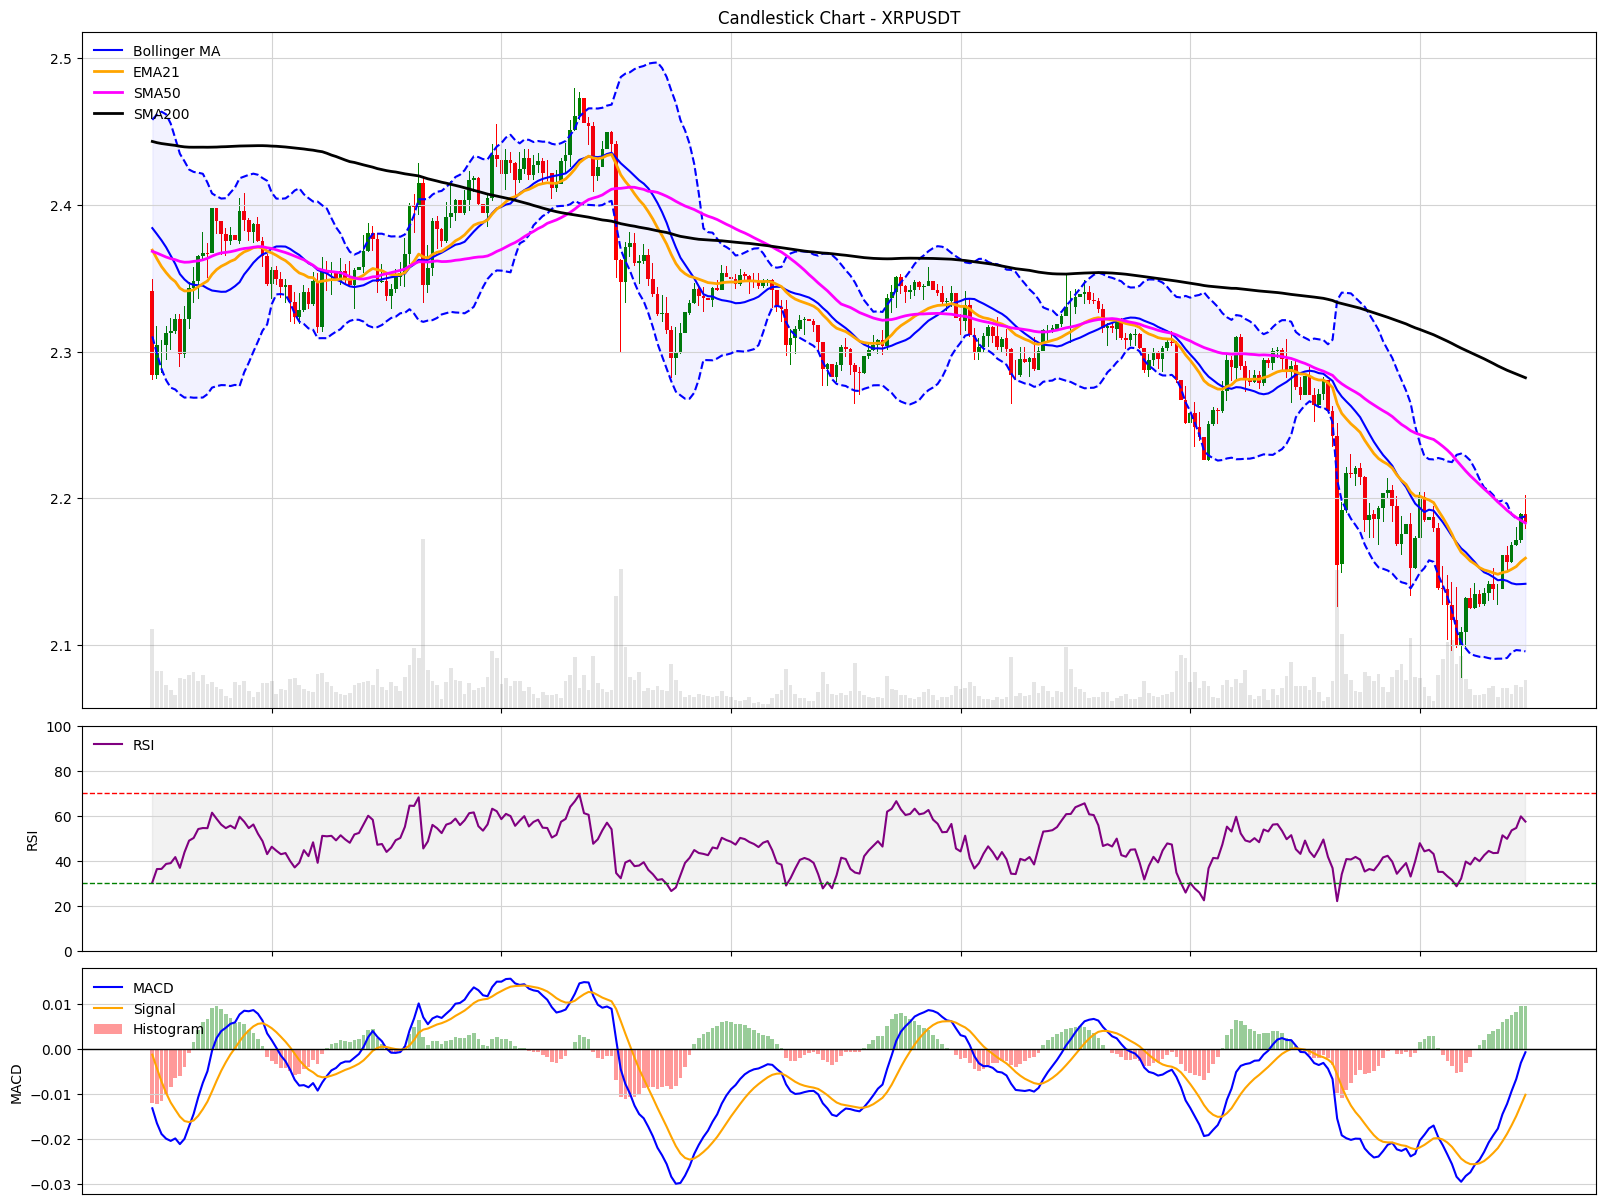 Candlestick Chart - XRPUSDT
Bollinger MA
EMA21
SMA50
SMA200
2.5
2.4
2.3
2.2
2.1
RSI
RSI
100
80
60
40
20
0
MACD
Signal
Histogram
MACD
0.01
0.00
−0.01
−0.02
−0.03